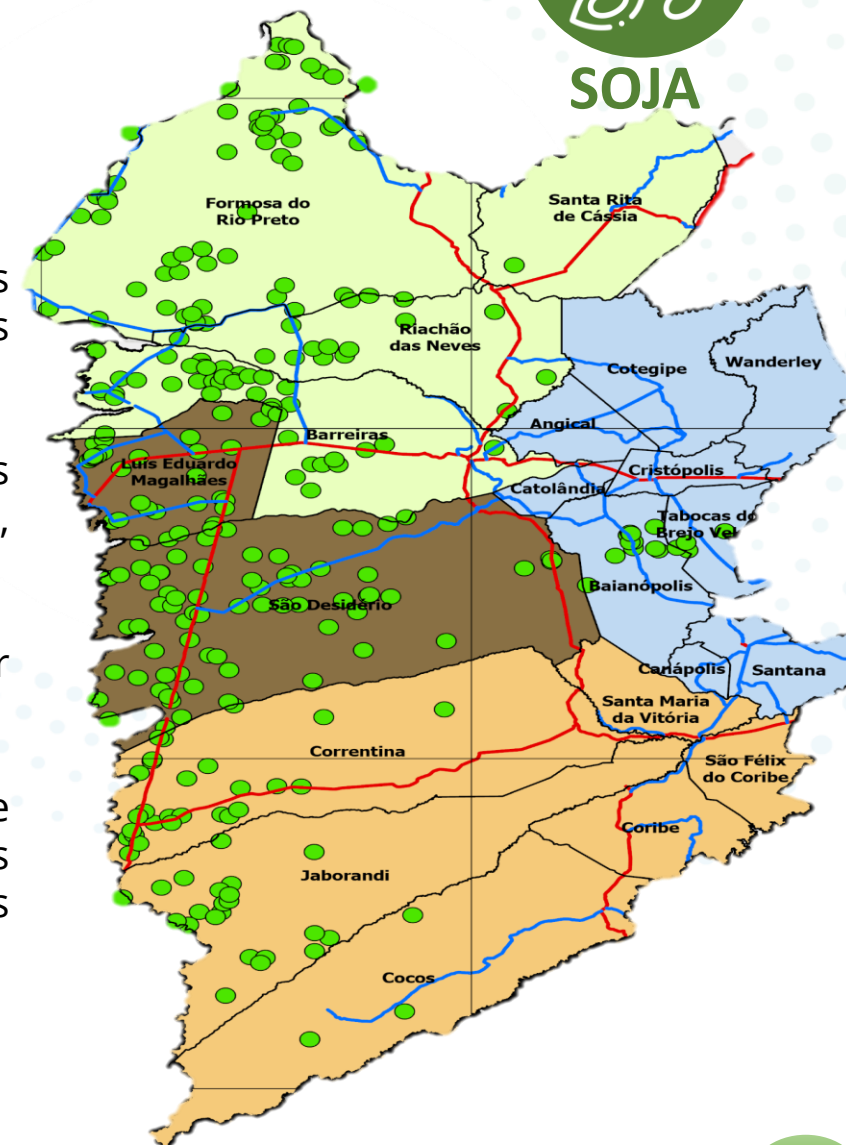 SOJA
s
s
s
,
r
e
s
s
Formosa do
Rio Preto
Santa Rita
de Cássia
Riachão
das Neves
Cotegipe
Wanderley
Angical
Barreiras
Luís Eduardo
Magalhães
Cristópolis
Catolândia
Tabocas do
Brejo Vel
São Desidério
Baianópolis
Canápolis
Santana
Santa Maria
da Vitória
Correntina
São Félix
do Coribe
Coribe
Jaborandi
Cocos